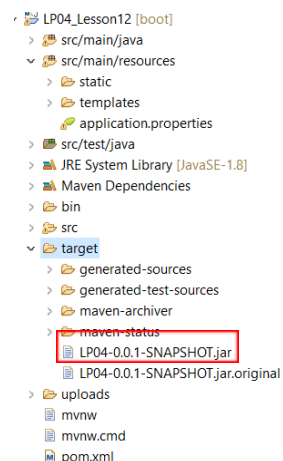 LP04_Lesson12 [boot]
src/main/java
src/main/resources
static
templates
application.properties
src/test/java
JRE System Library [JavaSE-1.8]
Maven Dependencies
bin
src
target
generated-sources
generated-test-sources
maven-archiver
maven-status
LP04-0.0.1-SNAPSHOT.jar
LP04-0.0.1-SNAPSHOT.jar.original
uploads
mvnw
mvnw.cmd
pom.xml